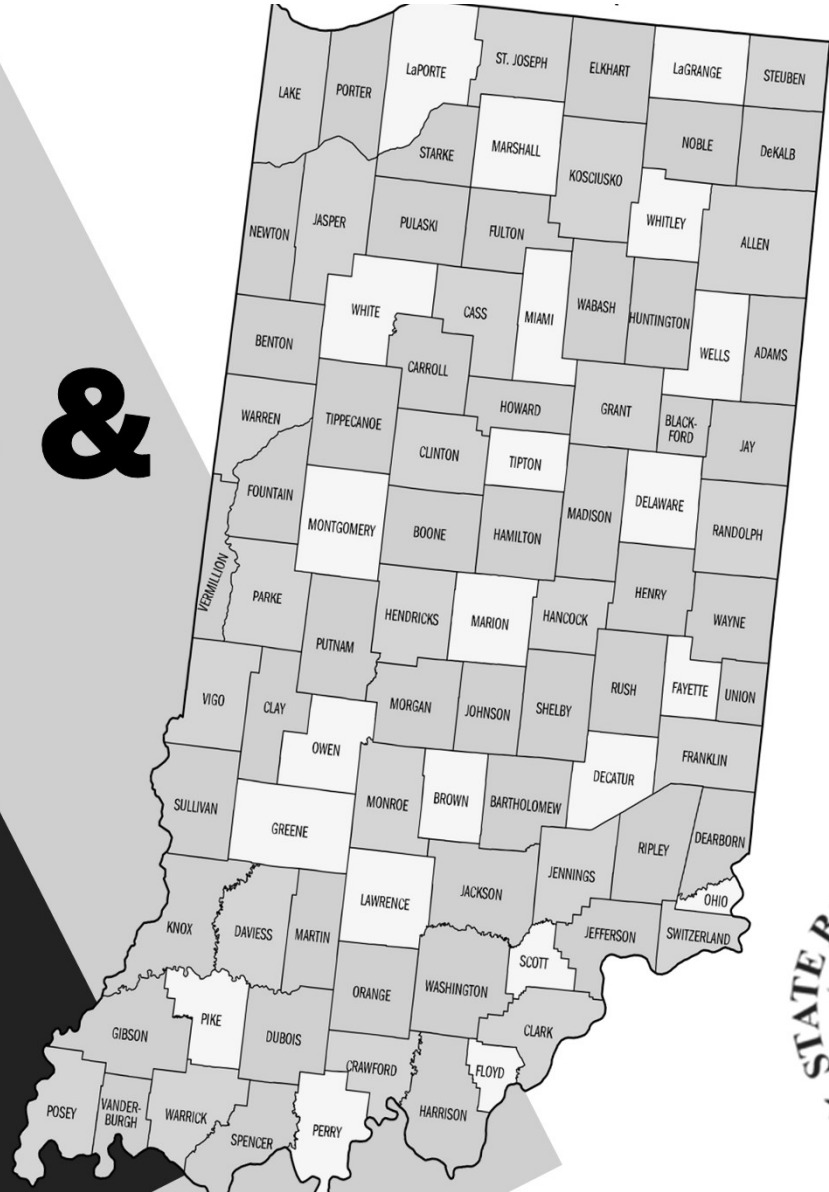 LAKE
PORTER
LaPORTE
ST. JOSEPH
ELKHART
LaGRANGE
STEUBEN
STARKE
MARSHALL
KOSCIUSKO
NOBLE
DeKALB
NEWTON
JASPER
PULASKI
FULTON
WHITLEY
ALLEN
WHITE
CASS
MIAMI
WABASH
HUNTINGTON
WELLS
ADAMS
BENTON
CARROLL
HOWARD
GRANT
BLACK-
FORD
JAY
&
WARREN
TIPPECANOE
CLINTON
TIPTON
DELAWARE
RANDOLPH
FOUNTAIN
MONTGOMERY
BOONE
HAMILTON
MADISON
VERMILLION
PARKE
PUTNAM
HENDRICKS
MARION
HANCOCK
HENRY
WAYNE
VIGO
CLAY
OWEN
MORGAN
JOHNSON
SHELBY
RUSH
FAYETTE
UNION
SULLIVAN
GREENE
MONROE
BROWN
BARTHOLOMEW
DECATUR
FRANKLIN
KNOX
DAVIESS
MARTIN
LAWRENCE
JACKSON
JENNINGS
RIPLEY
DEARBORN
OHIO
SWITZERLAND
JEFFERSON
SCOTT
WASHINGTON
ORANGE
GIBSON
PIKE
DUBOIS
CRAWFORD
FLOYD
CLARK
POSEY
VANDER-
BURGH
WARRICK
SPENCER
PERRY
HARRISON
STATE